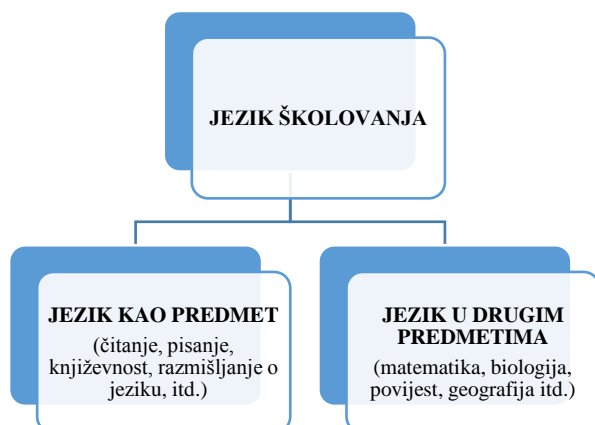 JEZIK ŠKOLOVANJA
JEZIK KAO PREDMET
(čitanje, pisanje,
književnost, razmišljanje o
jeziku, itd.)
JEZIK U DRUGIM
PREDMETIMA
(matematika, biologija,
povijest, geografija itd.)